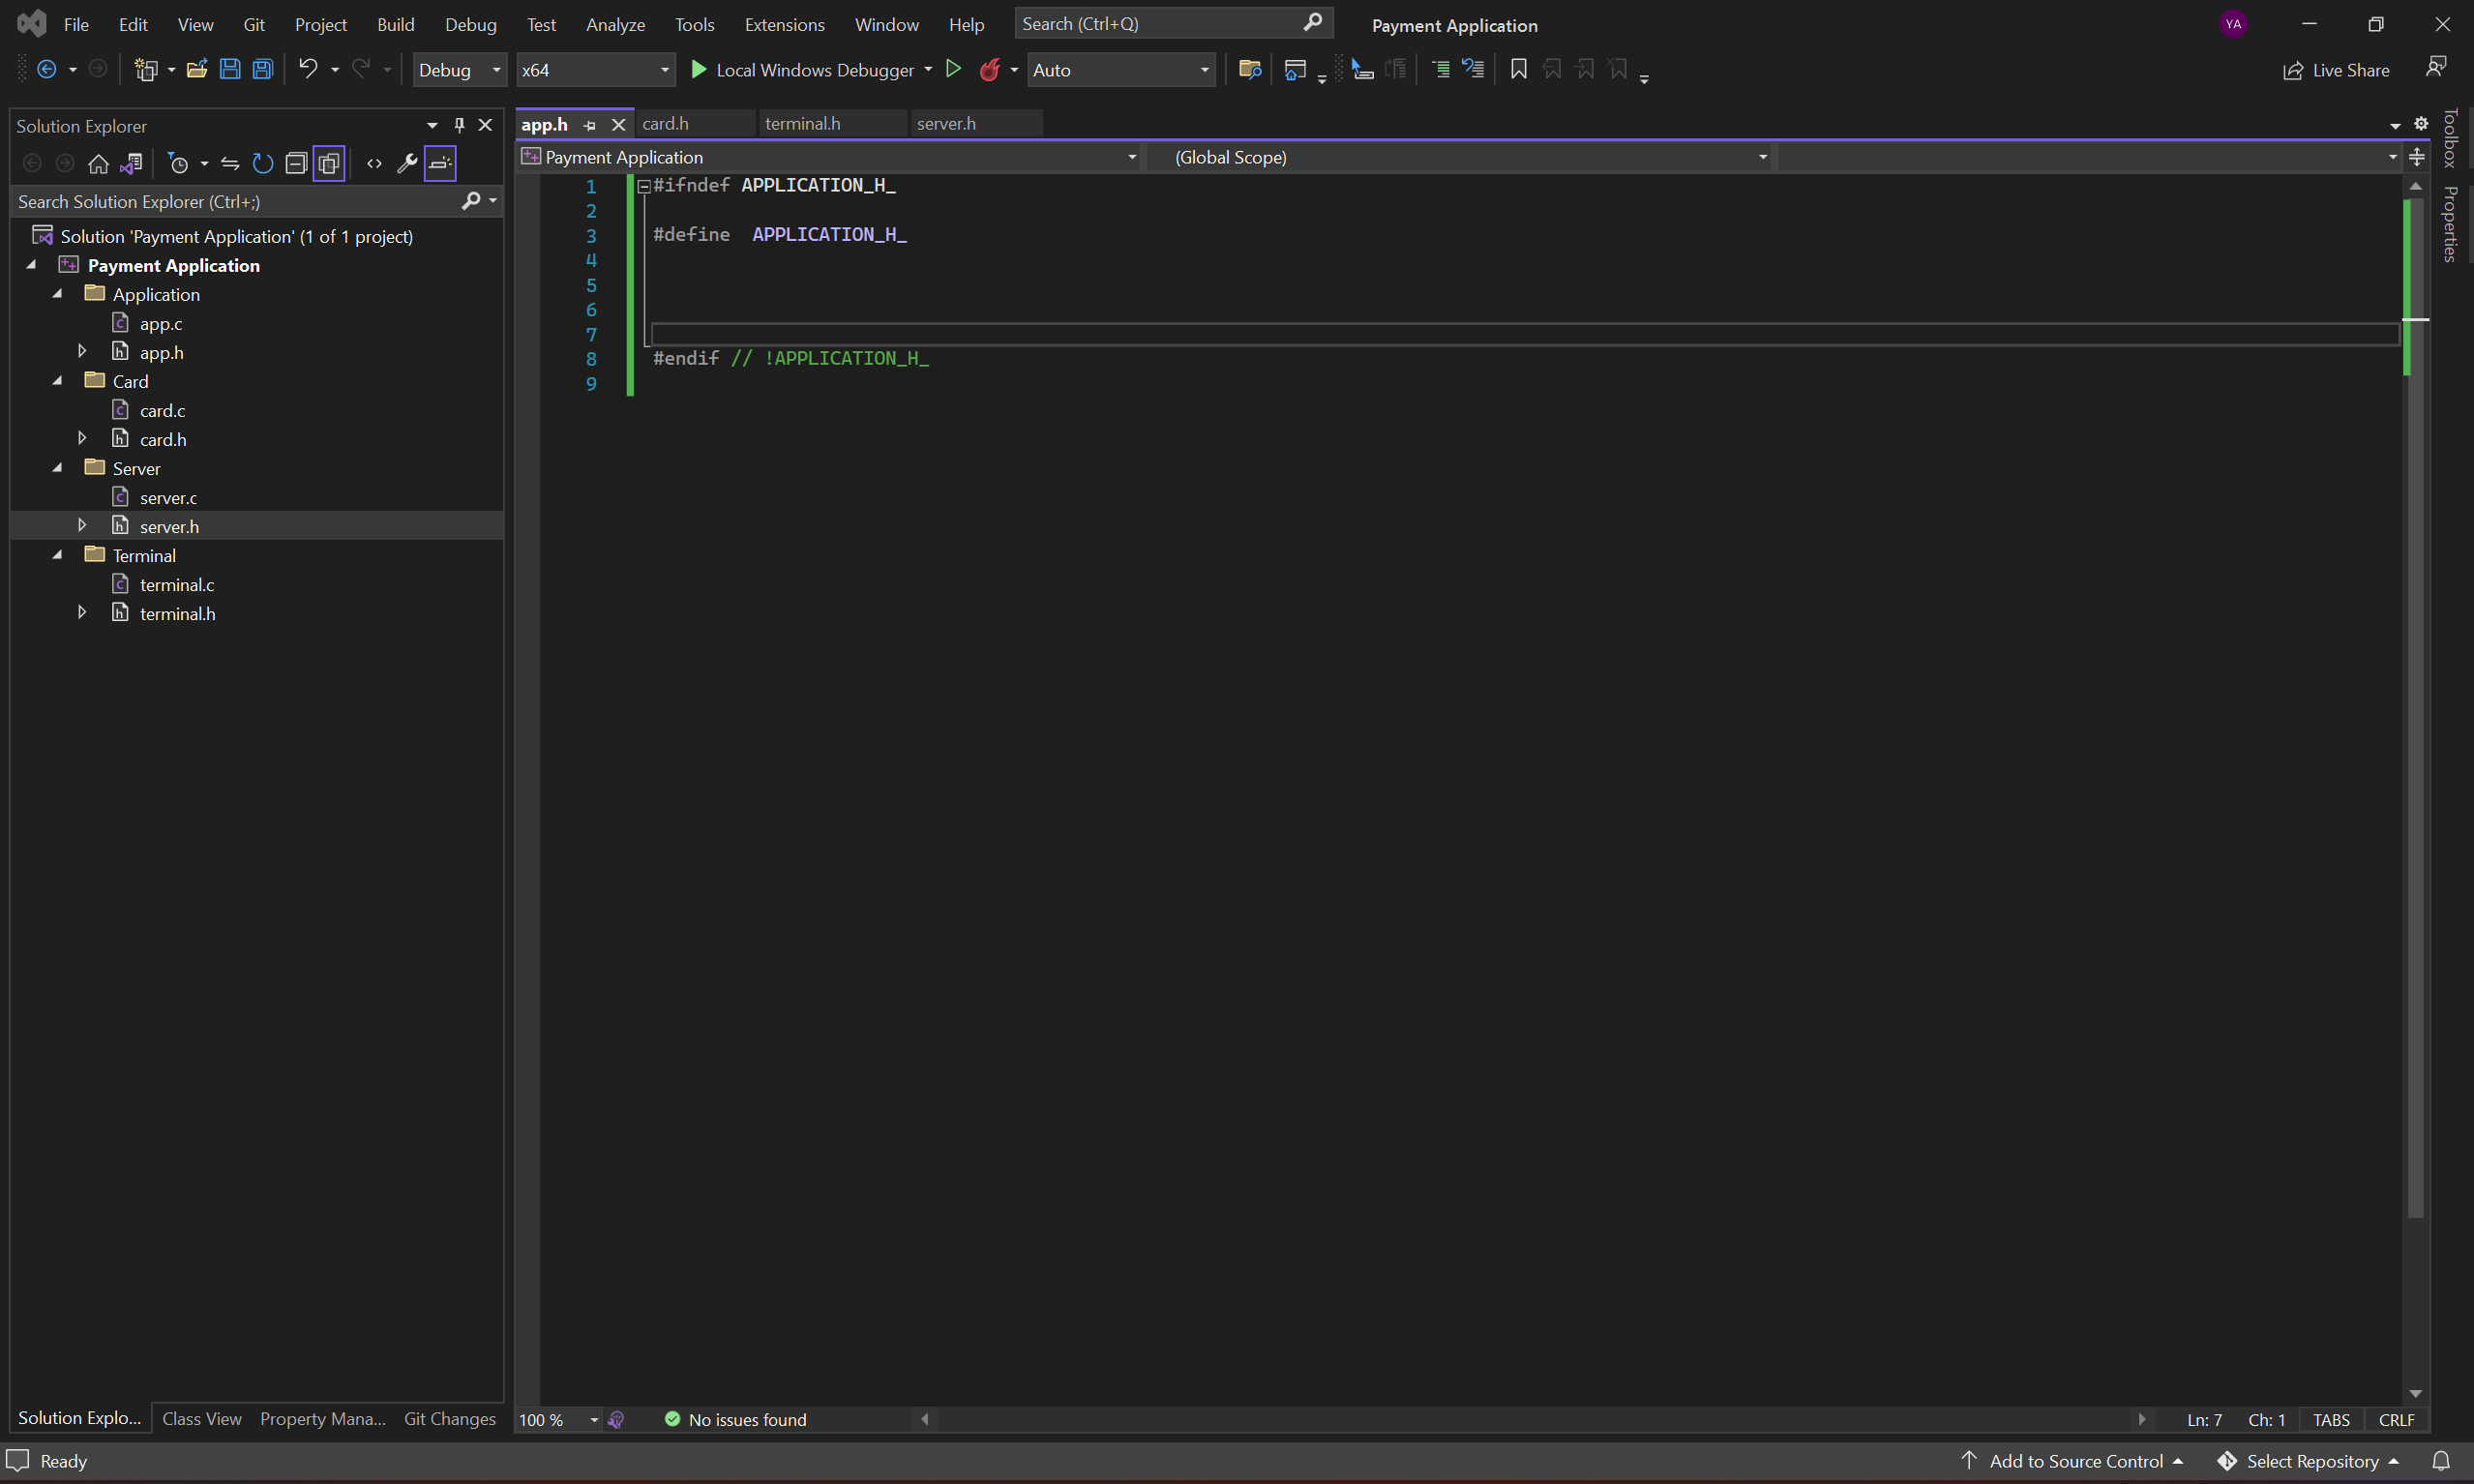 File Edit View Git Project Build Debug Test Analyze Tools Extensions Window Help Search (Ctrl+Q) Payment Application YA
Debug x64 Local Windows Debugger Auto Live Share
Solution Explorer
Search Solution Explorer (Ctrl+;)
Solution 'Payment Application' (1 of 1 project)
Payment Application
Application
app.c
app.h
Card
card.c
card.h
Server
server.c
server.h
Terminal
terminal.c
terminal.h
Solution Explo... Class View Property Mana... Git Changes
app.h card.h terminal.h server.h
Payment Application (Global Scope)
1 #ifndef APPLICATION_H_
2
3 #define  APPLICATION_H_
4
5
6
7
8 #endif // !APPLICATION_H_
9
100 % No issues found Ln: 7 Ch: 1 TABS CRLF
Toolbox
Properties
Ready Add to Source Control Select Repository